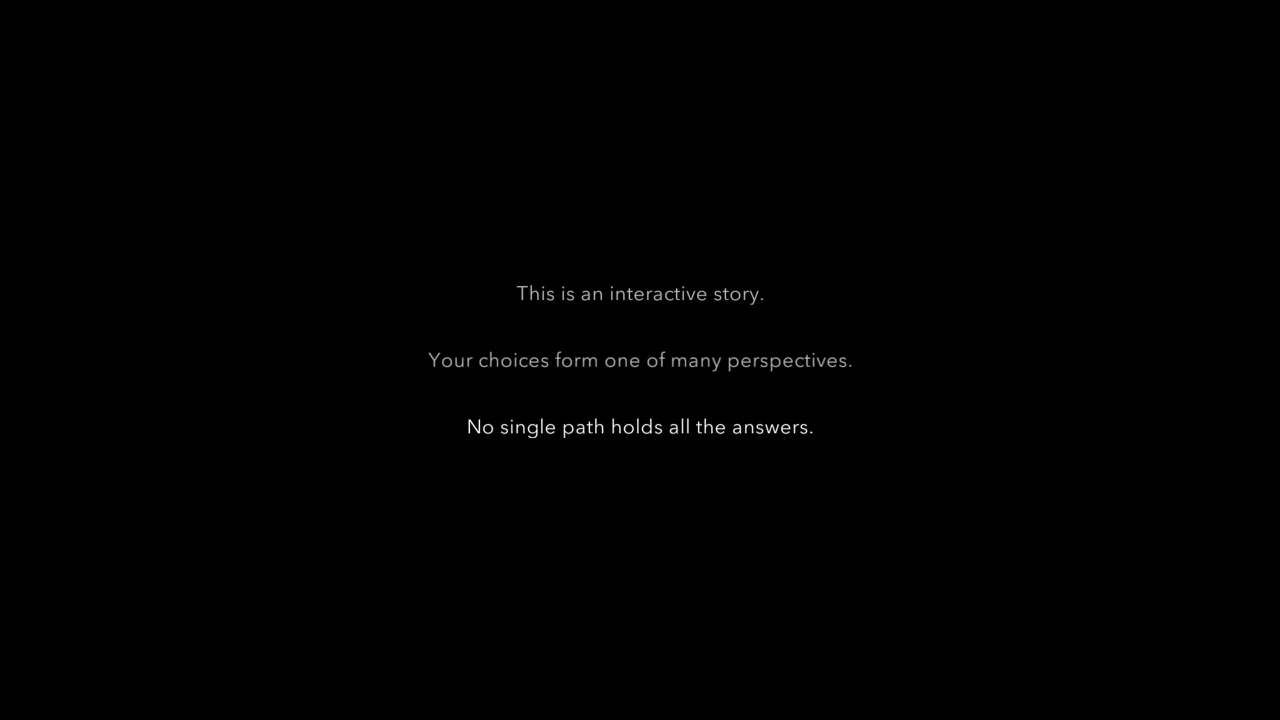 This is an interactive story.
Your choices form one of many perspectives.
No single path holds all the answers.